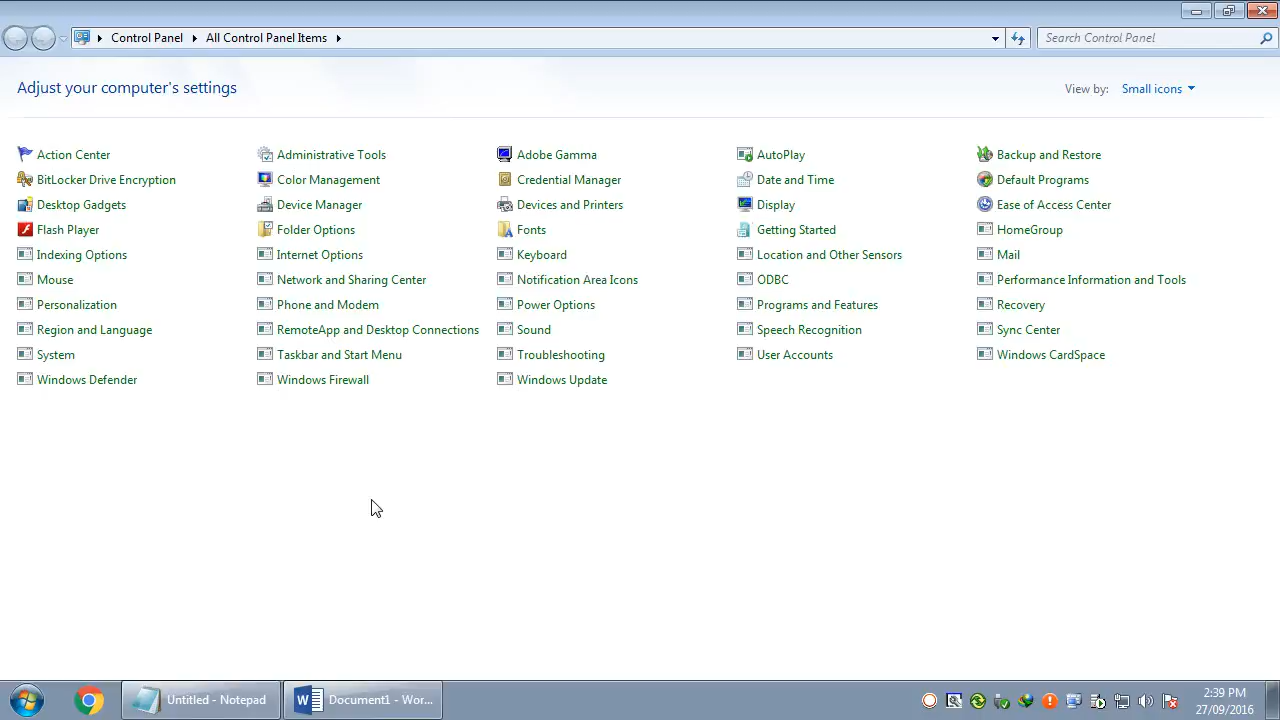 Control Panel All Control Panel Items Search Control Panel
Adjust your computer's settings View by: Small icons
Action Center Administrative Tools Adobe Gamma AutoPlay Backup and Restore
BitLocker Drive Encryption Color Management Credential Manager Date and Time Default Programs
Desktop Gadgets Device Manager Devices and Printers Display Ease of Access Center
Flash Player Folder Options Fonts Getting Started HomeGroup
Indexing Options Internet Options Keyboard Location and Other Sensors Mail
Mouse Network and Sharing Center Notification Area Icons ODBC Performance Information and Tools
Personalization Phone and Modem Power Options Programs and Features Recovery
Region and Language RemoteApp and Desktop Connections Sound Speech Recognition Sync Center
System Taskbar and Start Menu Troubleshooting User Accounts Windows CardSpace
Windows Defender Windows Firewall Windows Update
Untitled - Notepad Document1 - Wor... 2:39 PM
27/09/2016